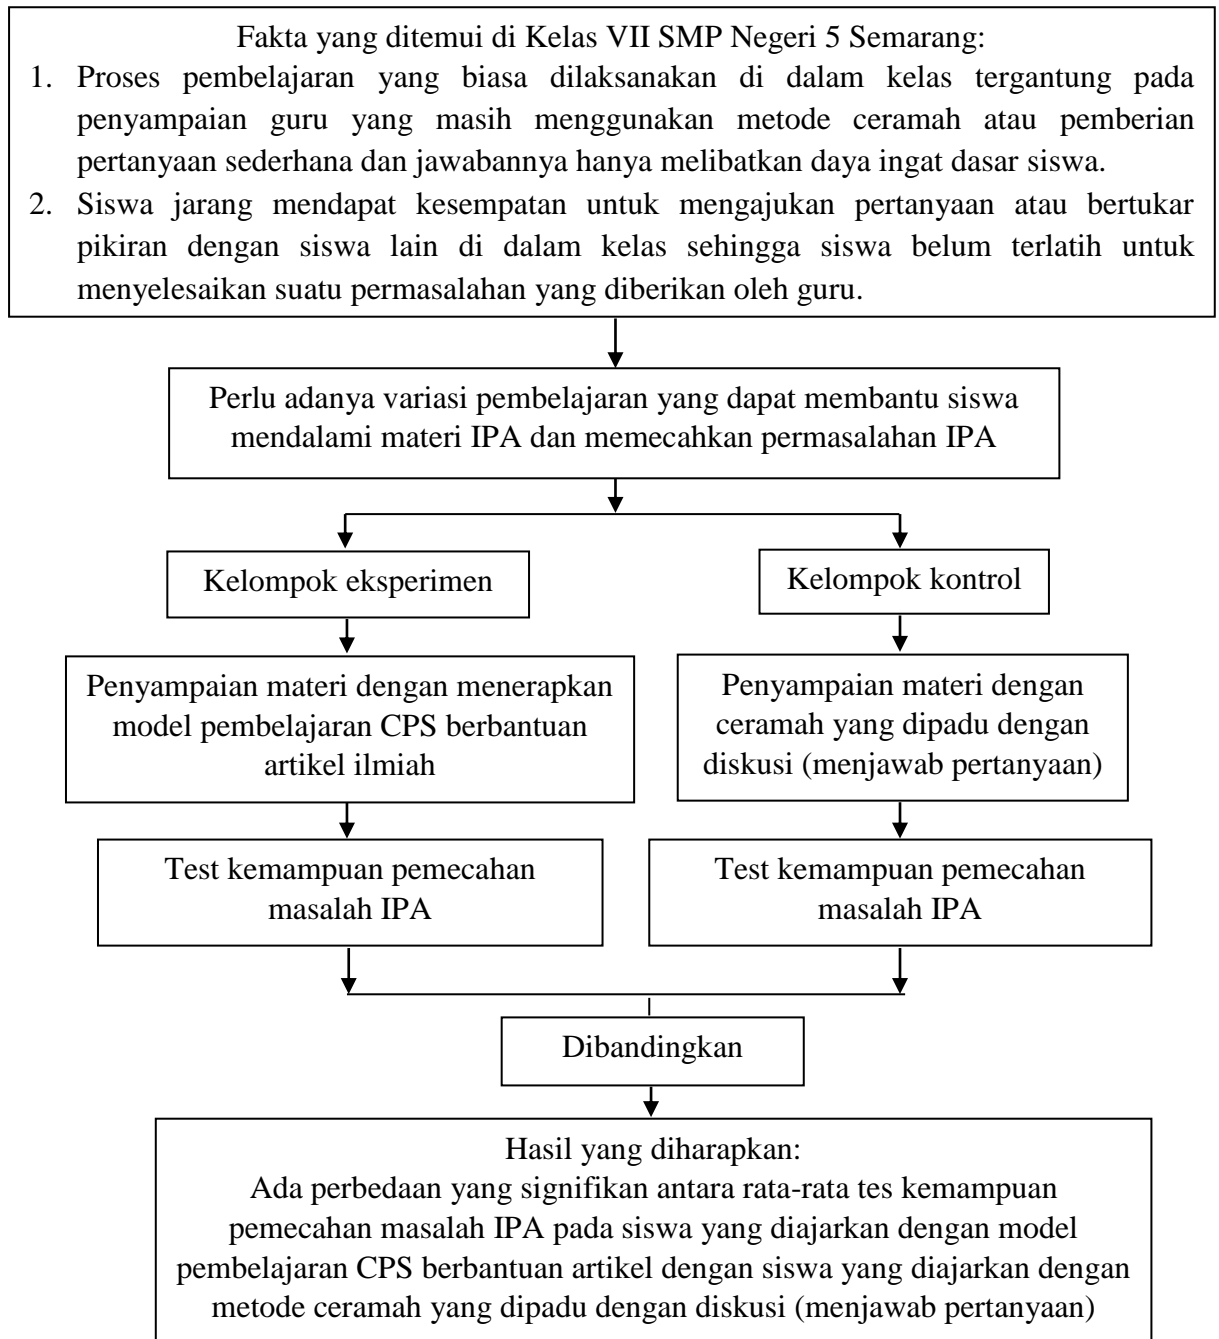 Fakta yang ditemui di Kelas VII SMP Negeri 5 Semarang:
1. Proses pembelajaran yang biasa dilaksanakan di dalam kelas tergantung pada
penyampaian guru yang masih menggunakan metode ceramah atau pemberian
pertanyaan sederhana dan jawabannya hanya melibatkan daya ingat dasar siswa.
2. Siswa jarang mendapat kesempatan untuk mengajukan pertanyaan atau bertukar
pikiran dengan siswa lain di dalam kelas sehingga siswa belum terlatih untuk
menyelesaikan suatu permasalahan yang diberikan oleh guru.
Perlu adanya variasi pembelajaran yang dapat membantu siswa
mendalami materi IPA dan memecahkan permasalahan IPA
Kelompok eksperimen
Kelompok kontrol
Penyampaian materi dengan menerapkan
model pembelajaran CPS berbantuan
artikel ilmiah
Penyampaian materi dengan
ceramah yang dipadu dengan
diskusi (menjawab pertanyaan)
Test kemampuan pemecahan
masalah IPA
Test kemampuan pemecahan
masalah IPA
Dibandingkan
Hasil yang diharapkan:
Ada perbedaan yang signifikan antara rata-rata tes kemampuan
pemecahan masalah IPA pada siswa yang diajarkan dengan model
pembelajaran CPS berbantuan artikel dengan siswa yang diajarkan dengan
metode ceramah yang dipadu dengan diskusi (menjawab pertanyaan)